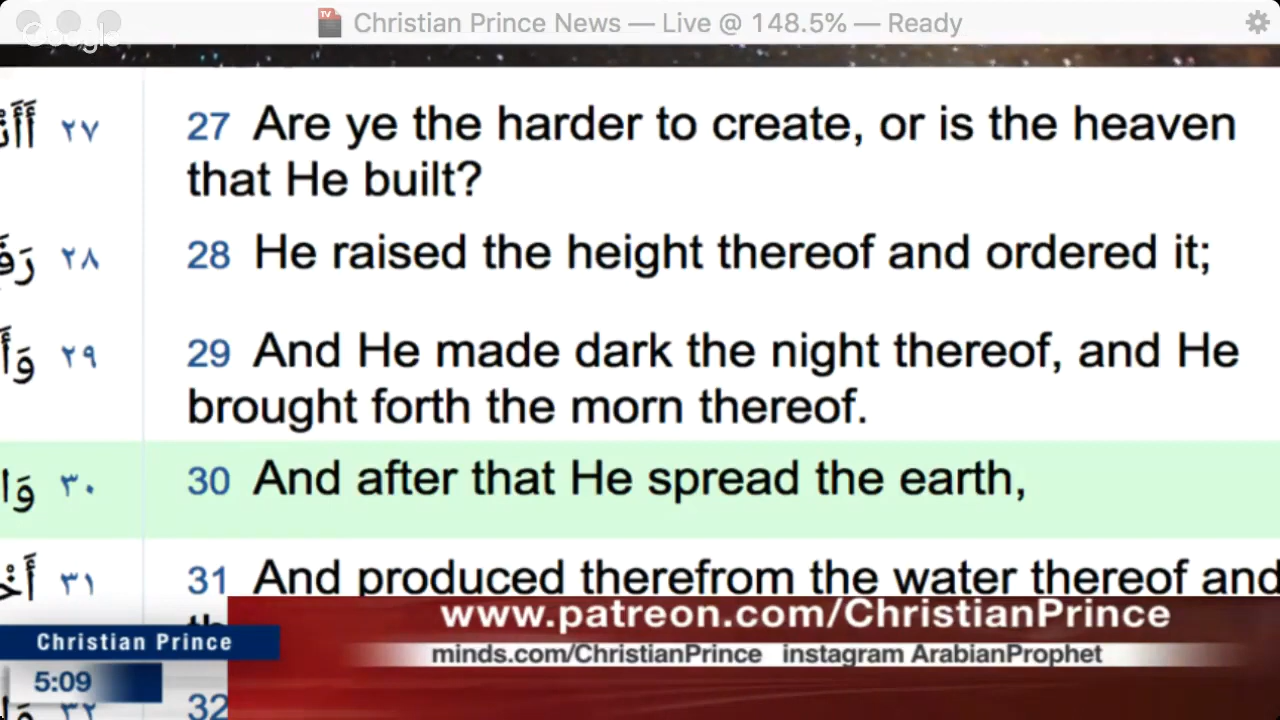 Christian Prince News — Live @ 148.5% — Ready
Google
٢٧ 27 Are ye the harder to create, or is the heaven
that He built?
٢٨ 28 He raised the height thereof and ordered it;
٢٩ 29 And He made dark the night thereof, and He
brought forth the morn thereof.
٣٠ 30 And after that He spread the earth,
٣١ 31 And produced therefrom the water thereof and
www.patreon.com/ChristianPrince
Christian Prince
minds.com/ChristianPrince instagram ArabianProphet
5:09
٣٢ 32